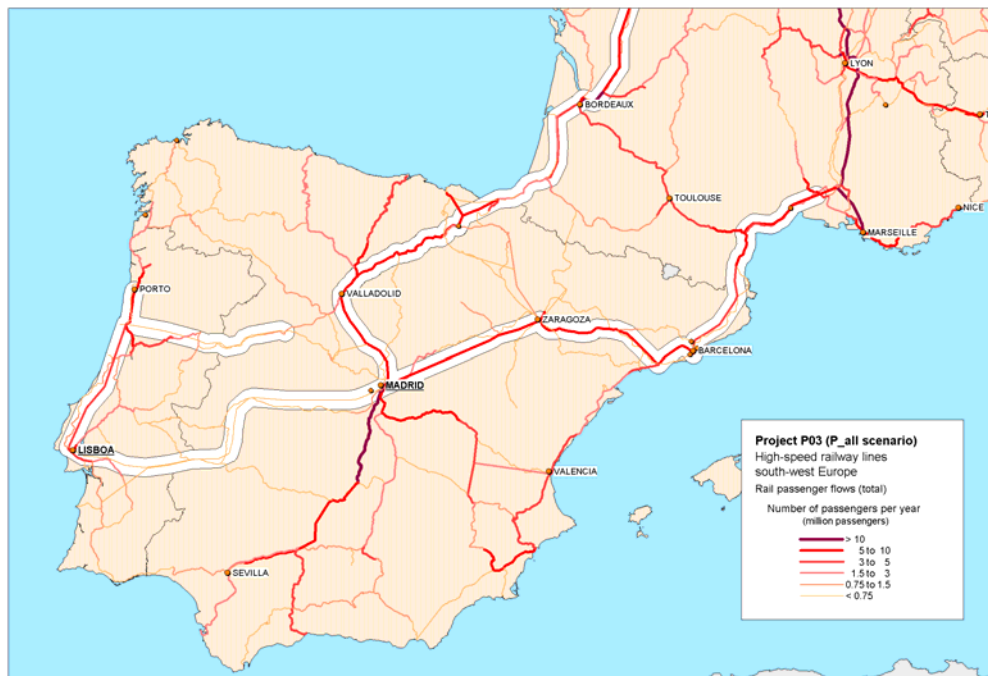 LYON
BORDEAUX
TOULOUSE
NICE
MARSEILLE
PORTO
VALLADOLID
ZARAGOZA
BARCELONA
MADRID
LISBOA
VALENCIA
SEVILLA
Project P03 (P_all scenario)
High-speed railway lines
south-west Europe
Rail passenger flows (total)
Number of passengers per year
(million passengers)
> 10
5 to 10
3 to 5
1.5 to 3
0.75 to 1.5
< 0.75